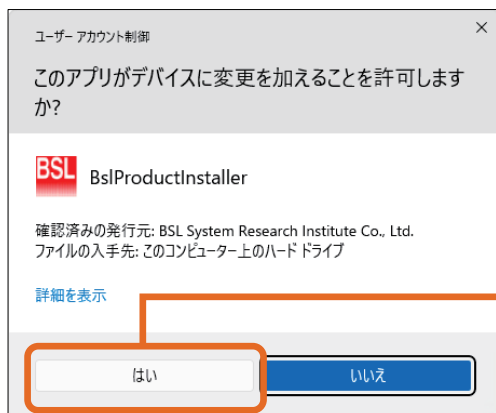 ユーザー アカウント制御
×
このアプリがデバイスに変更を加えることを許可します
か?
BSL
BslProductInstaller
確認済みの発行元: BSL System Research Institute Co., Ltd.
ファイルの入手先: このコンピューター上のハード ドライブ
詳細を表示
はい
いいえ